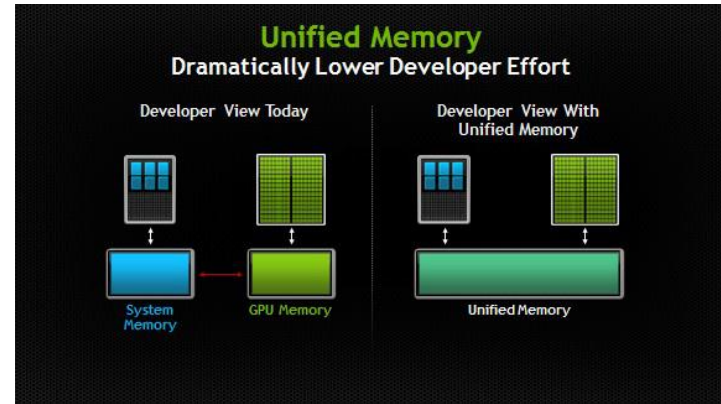 Unified Memory
Dramatically Lower Developer Effort
Developer View Today
Developer View With
Unified Memory
System
Memory
GPU Memory
Unified Memory